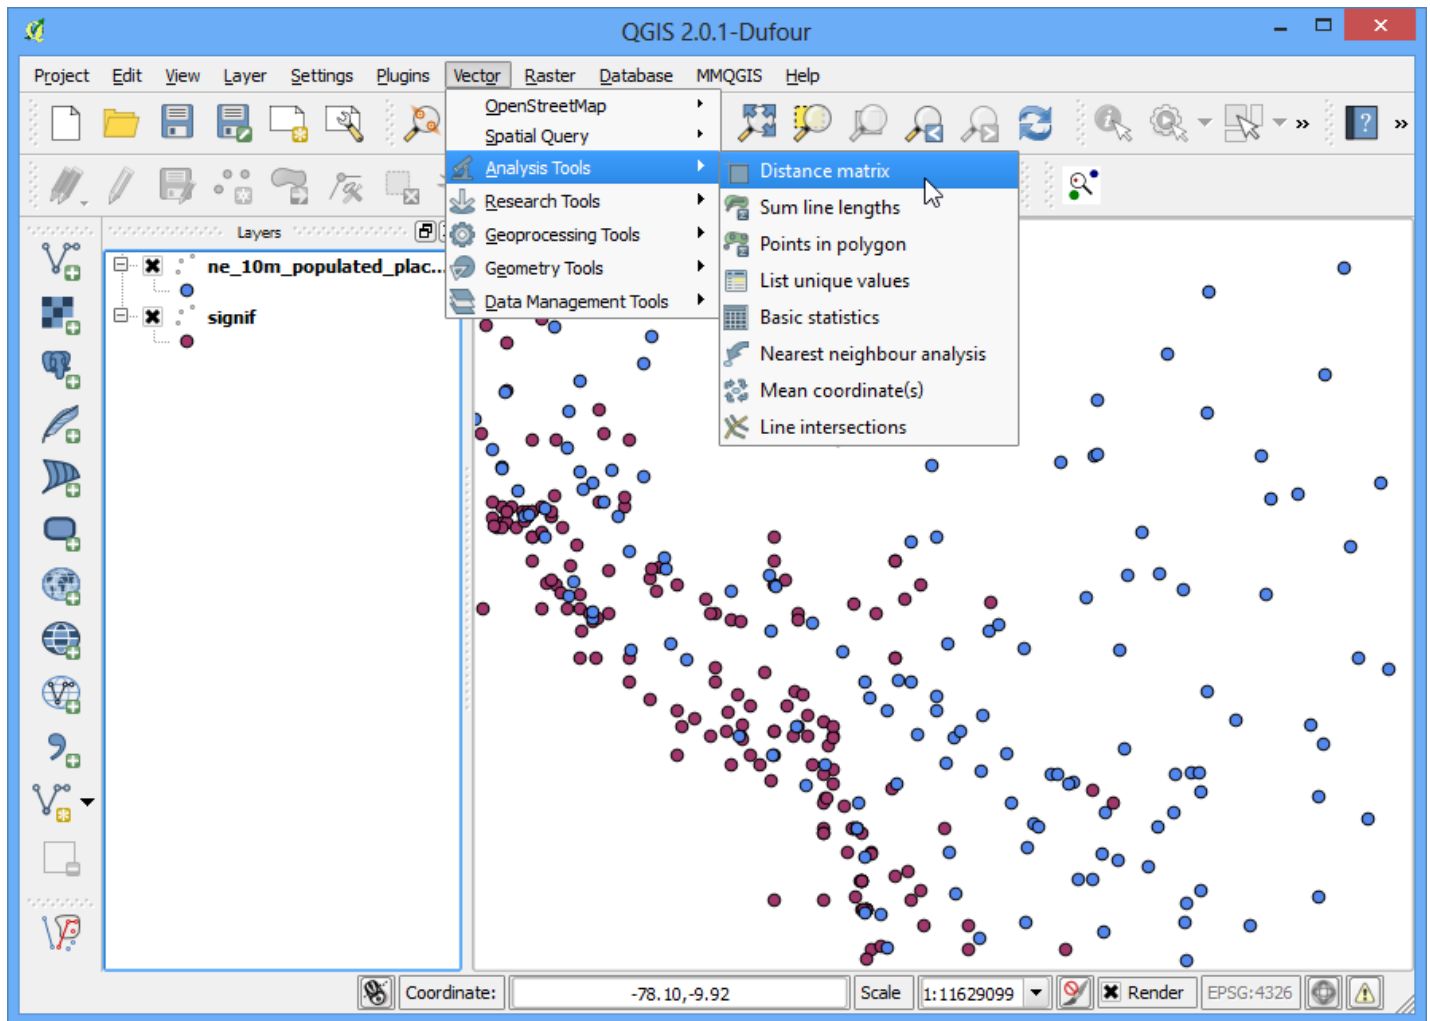 QGIS 2.0.1-Dufour
Project Edit View Layer Settings Plugins Vector Raster Database MMQGIS Help
OpenStreetMap
Spatial Query
Analysis Tools
Research Tools
Geoprocessing Tools
Geometry Tools
Data Management Tools
Distance matrix
Sum line lengths
Points in polygon
List unique values
Basic statistics
Nearest neighbour analysis
Mean coordinate(s)
Line intersections
Layers
ne_10m_populated_plac...
signif
Coordinate: -78.10,-9.92 Scale 1:11629099 Render EPSG:4326